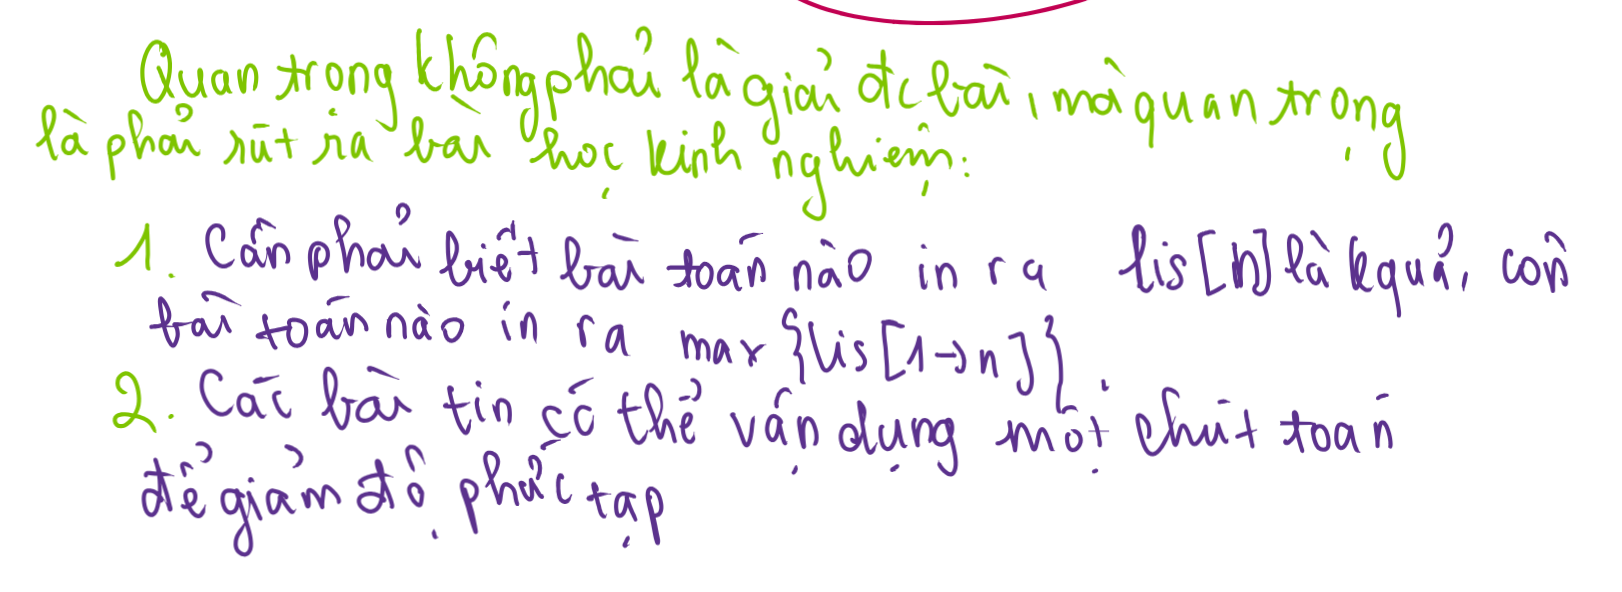 Quan trọng không phải là giải đc bài, mà quan trọng
là phải rút ra bài học kinh nghiệm:
1. Cần phải biết bài toán nào in ra lis[n] là kquả, còn
bài toán nào in ra max{lis[1→n]}.
2. Các bài tin có thể vận dụng một chút toán
để giảm độ phức tạp